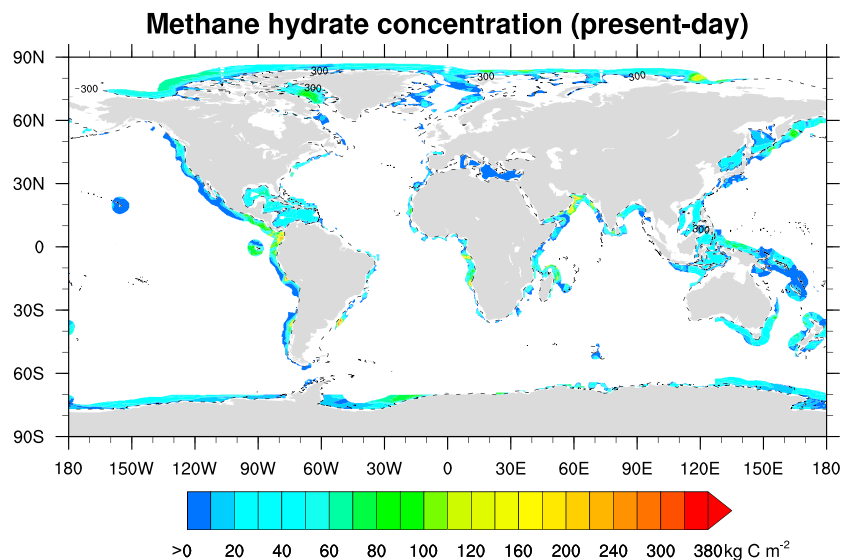 Methane hydrate concentration (present-day)
90N
300
300
300
300
300
60N
30N
300
0
30S
60S
90S
180 150W 120W 90W 60W 30W 0 30E 60E 90E 120E 150E 180
>0 20 40 60 80 100 120 160 200 240 300 380 kg C m-2